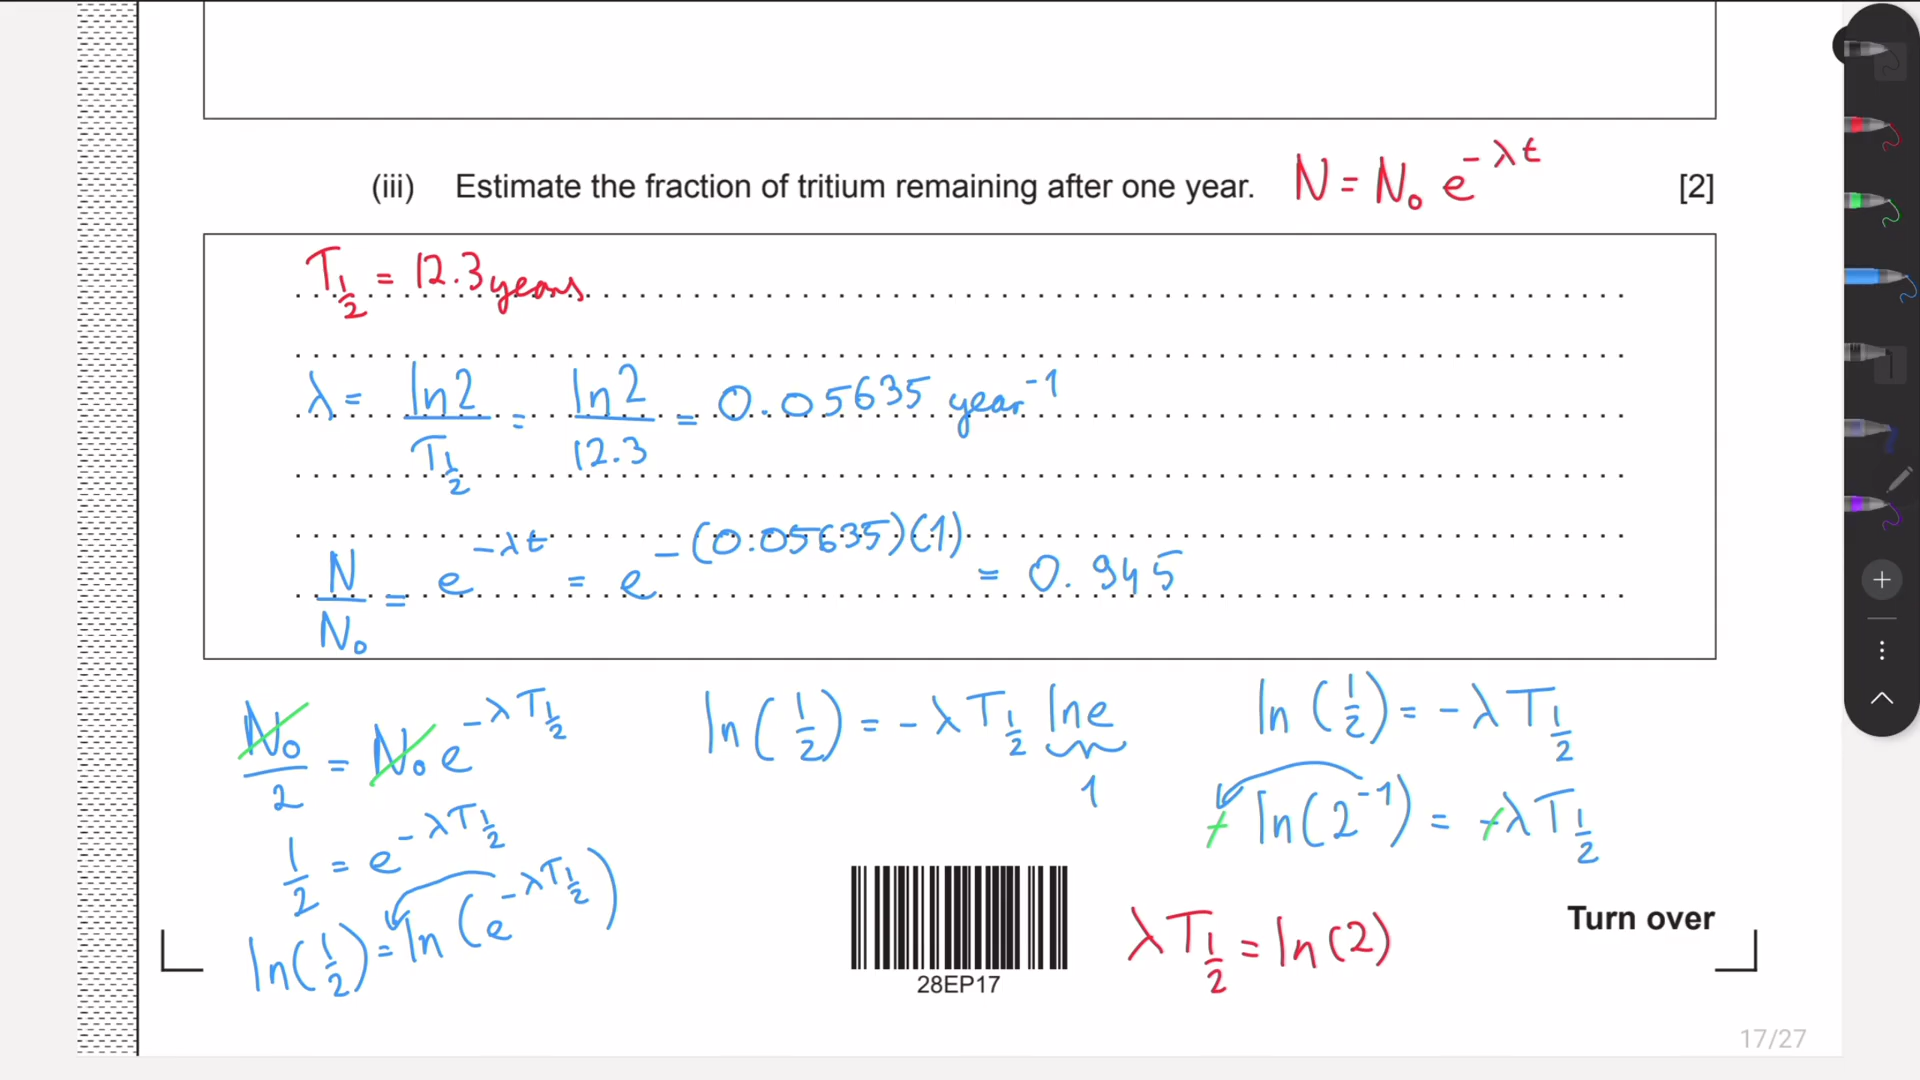 (iii) Estimate the fraction of tritium remaining after one year. N = N₀ e^(-λt) [2]
T½ = 12.3 years
λ = ln2 / T½ = ln2 / 12.3 = 0.05635 year⁻¹
N / N₀ = e^(-λt) = e^(-(0.05635)(1)) = 0.945
N₀ / 2 = N₀ e^(-λT½)
1/2 = e^(-λT½)
ln(1/2) = ln(e^(-λT½))
ln(1/2) = -λT½ lne
1
ln(1/2) = -λT½
- ln(2⁻¹) = -λT½
λT½ = ln(2)
Turn over
28EP17
17/27